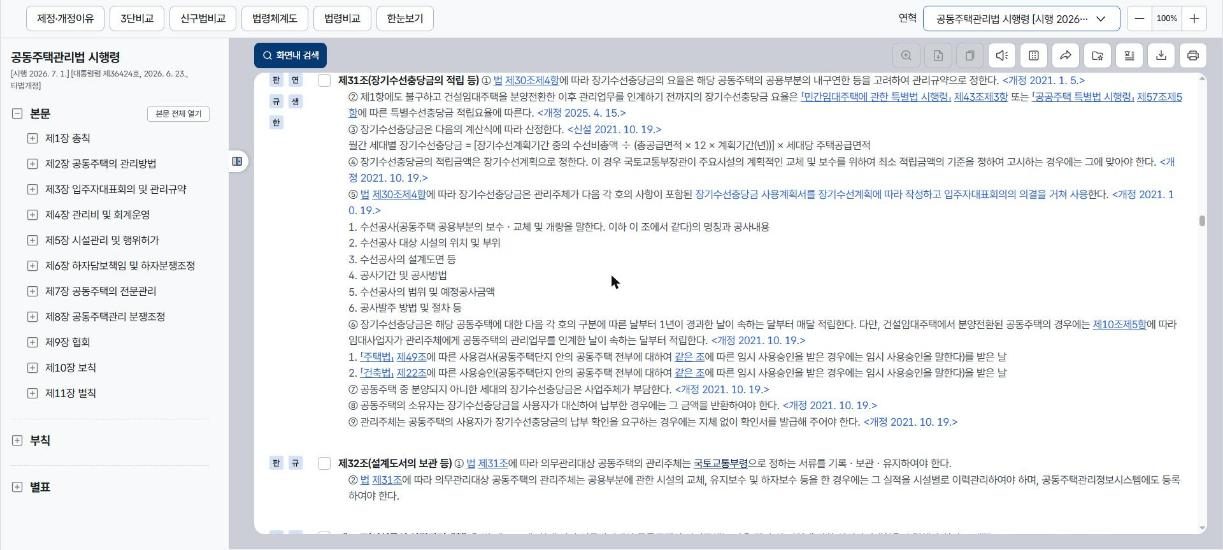 제정·개정이유 3단비교 신구법비교 법령체계도 법령비교 한눈보기 연혁 공동주택관리법 시행령 [시행 2026··· 100%
공동주택관리법 시행령
[시행 2026. 7. 1.] [대통령령 제36424호, 2026. 6. 23., 타법개정]
본문 본문 전체 열기
제1장 총칙
제2장 공동주택의 관리방법
제3장 입주자대표회의 및 관리규약
제4장 관리비 및 회계운영
제5장 시설관리 및 행위허가
제6장 하자담보책임 및 하자분쟁조정
제7장 공동주택의 전문관리
제8장 공동주택관리 분쟁조정
제9장 협회
제10장 보칙
제11장 벌칙
부칙
별표
화면내 검색
판 연
규 생
한
제31조(장기수선충당금의 적립 등) ① 법 제30조제4항에 따라 장기수선충당금의 요율은 해당 공동주택의 공용부분의 내구연한 등을 고려하여 관리규약으로 정한다. <개정 2021. 1. 5.>
② 제1항에도 불구하고 건설임대주택을 분양전환한 이후 관리업무를 인계하기 전까지의 장기수선충당금 요율은 「민간임대주택에 관한 특별법 시행령」 제43조제3항 또는 「공공주택 특별법 시행령」 제57조제5
항에 따른 특별수선충당금 적립요율에 따른다. <개정 2025. 4. 15.>
③ 장기수선충당금은 다음의 계산식에 따라 산정한다. <신설 2021. 10. 19.>
월간 세대별 장기수선충당금 = [장기수선계획기간 중의 수선비총액 ÷ (총공급면적 × 12 × 계획기간(년))] × 세대당 주택공급면적
④ 장기수선충당금의 적립금액은 장기수선계획으로 정한다. 이 경우 국토교통부장관이 주요시설의 계획적인 교체 및 보수를 위하여 최소 적립금액의 기준을 정하여 고시하는 경우에는 그에 맞아야 한다. <개
정 2021. 10. 19.>
⑤ 법 제30조제4항에 따라 장기수선충당금은 관리주체가 다음 각 호의 사항이 포함된 장기수선충당금 사용계획서를 장기수선계획에 따라 작성하고 입주자대표회의의 의결을 거쳐 사용한다. <개정 2021. 1
0. 19.>
1. 수선공사(공동주택 공용부분의 보수·교체 및 개량을 말한다. 이하 이 조에서 같다)의 명칭과 공사내용
2. 수선공사 대상 시설의 위치 및 부위
3. 수선공사의 설계도면 등
4. 공사기간 및 공사방법
5. 수선공사의 범위 및 예정공사금액
6. 공사발주 방법 및 절차 등
⑥ 장기수선충당금은 해당 공동주택에 대한 다음 각 호의 구분에 따른 날부터 1년이 경과한 날이 속하는 달부터 매달 적립한다. 다만, 건설임대주택에서 분양전환된 공동주택의 경우에는 제10조제5항에 따라
임대사업자가 관리주체에게 공동주택의 관리업무를 인계한 날이 속하는 달부터 적립한다. <개정 2021. 10. 19.>
1. 「주택법」 제49조에 따른 사용검사(공동주택단지 안의 공동주택 전부에 대하여 같은 조에 따른 임시 사용승인을 받은 경우에는 임시 사용승인을 말한다)를 받은 날
2. 「건축법」 제22조에 따른 사용승인(공동주택단지 안의 공동주택 전부에 대하여 같은 조에 따른 임시 사용승인을 받은 경우에는 임시 사용승인을 말한다)을 받은 날
⑦ 공동주택 중 분양되지 아니한 세대의 장기수선충당금은 사업주체가 부담한다. <개정 2021. 10. 19.>
⑧ 공동주택의 소유자는 장기수선충당금을 사용자가 대신하여 납부한 경우에는 그 금액을 반환하여야 한다. <개정 2021. 10. 19.>
⑨ 관리주체는 공동주택의 사용자가 장기수선충당금의 납부 확인을 요구하는 경우에는 지체 없이 확인서를 발급해 주어야 한다. <개정 2021. 10. 19.>
판 규 제32조(설계도서의 보관 등) ① 법 제31조에 따라 의무관리대상 공동주택의 관리주체는 국토교통부령으로 정하는 서류를 기록·보관·유지하여야 한다.
② 법 제31조에 따라 의무관리대상 공동주택의 관리주체는 공용부분에 관한 시설의 교체, 유지보수 및 하자보수 등을 한 경우에는 그 실적을 시설별로 이력관리하여야 하며, 공동주택관리정보시스템에도 등록
하여야 한다.